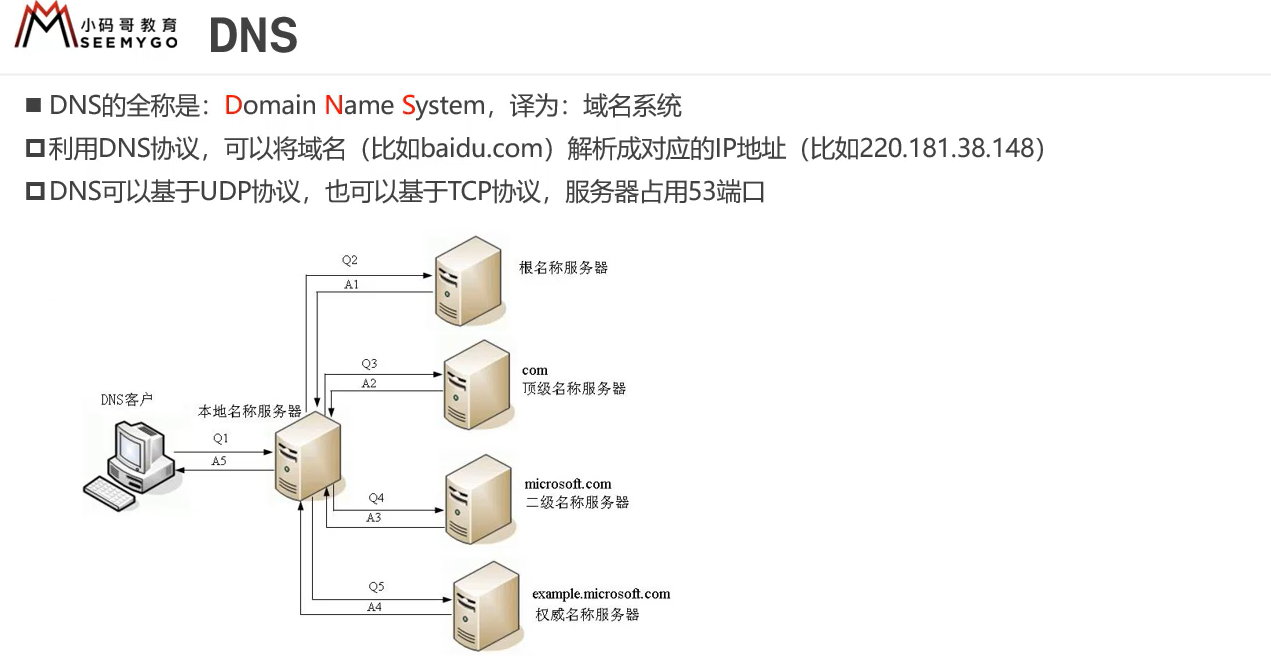 小码哥教育
SEEMYGO
DNS
DNS的全称是：Domain Name System，译为：域名系统
利用DNS协议，可以将域名（比如baidu.com）解析成对应的IP地址（比如220.181.38.148）
DNS可以基于UDP协议，也可以基于TCP协议，服务器占用53端口
Q2
根名称服务器
A1
Q3
com
A2
顶级名称服务器
DNS客户
本地名称服务器
Q1
A5
microsoft.com
Q4
二级名称服务器
A3
Q5
example.microsoft.com
A4
权威名称服务器